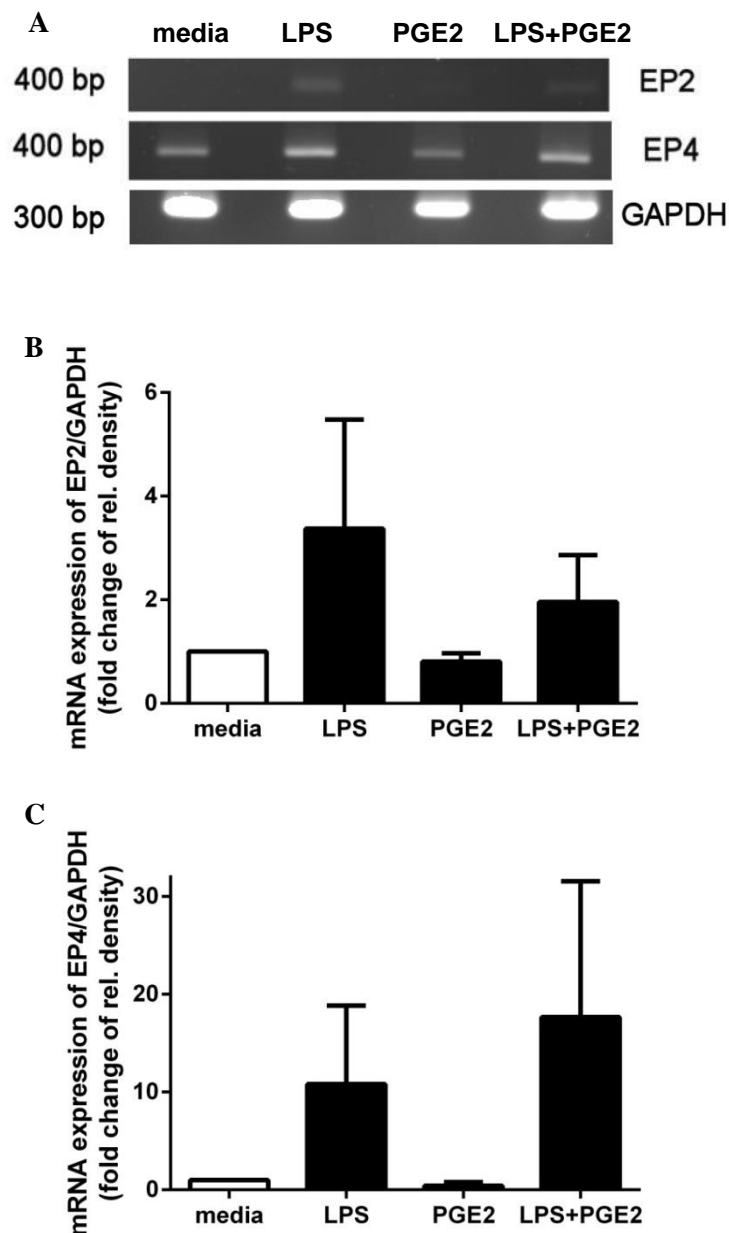 A
media LPS PGE2 LPS+PGE2
400 bp EP2
400 bp EP4
300 bp GAPDH
B
mRNA expression of EP2/GAPDH
(fold change of rel. density)
6
4
2
0
media LPS PGE2 LPS+PGE2
C
mRNA expression of EP4/GAPDH
(fold change of rel. density)
30
20
10
0
media LPS PGE2 LPS+PGE2